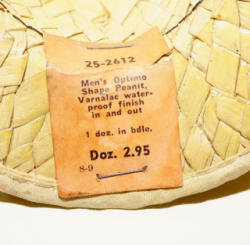 25-2612
Men's Optimo
Shape Peanit,
Varnalac water-
proof finish
in and out
1 doz. in bdle.
Doz. 2.95
8-9